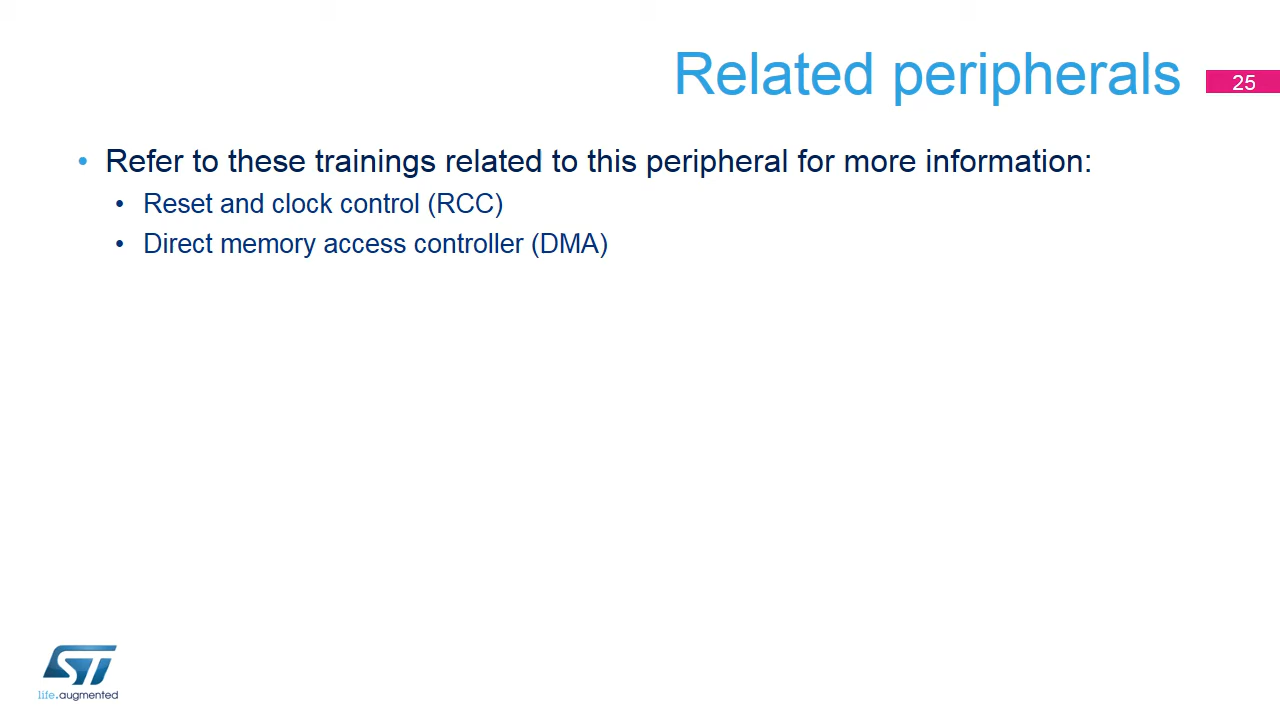 Related peripherals
25
• Refer to these trainings related to this peripheral for more information:
• Reset and clock control (RCC)
• Direct memory access controller (DMA)
ST
life.augmented